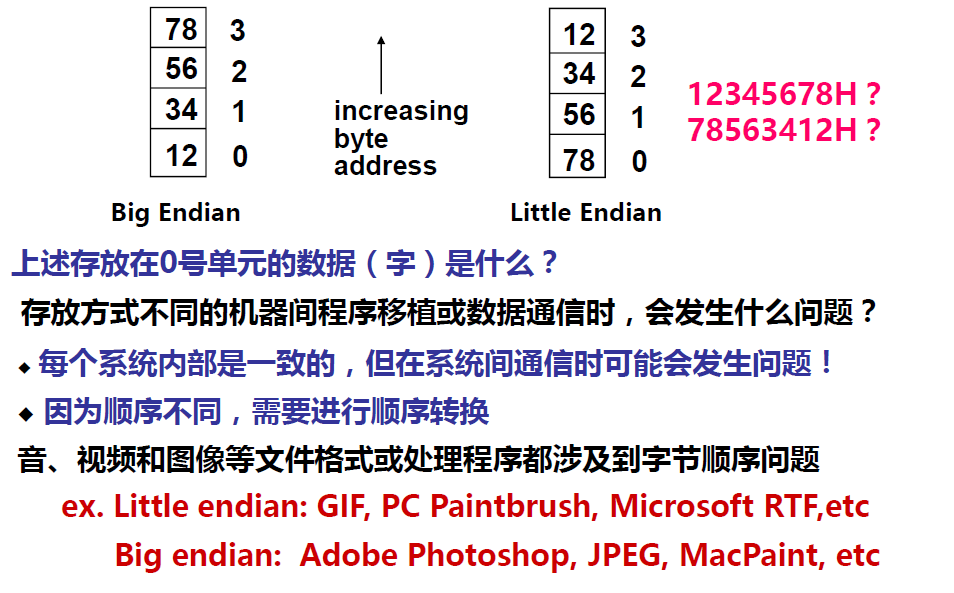 78 3
56 2
34 1
12 0
Big Endian
increasing
byte
address
12 3
34 2
56 1
78 0
Little Endian
12345678H ?
78563412H ?
上述存放在0号单元的数据（字）是什么？
存放方式不同的机器间程序移植或数据通信时，会发生什么问题？
◆ 每个系统内部是一致的，但在系统间通信时可能会发生问题！
◆ 因为顺序不同，需要进行顺序转换
音、视频和图像等文件格式或处理程序都涉及到字节顺序问题
ex. Little endian: GIF, PC Paintbrush, Microsoft RTF,etc
Big endian: Adobe Photoshop, JPEG, MacPaint, etc